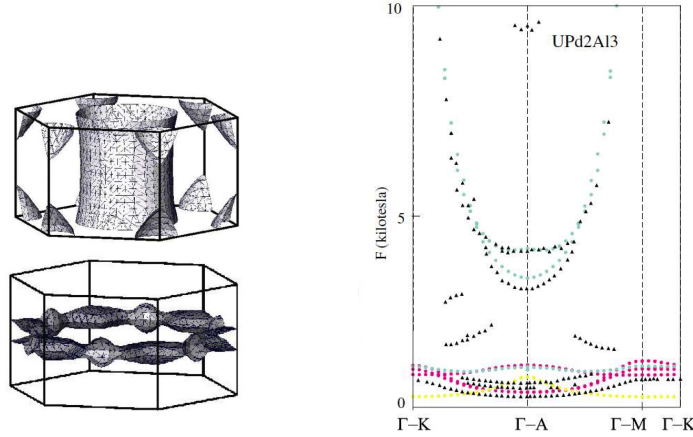 10
UPd2Al3
F (kilotesla)
5
0
Γ–K
Γ–A
Γ–M
Γ–K